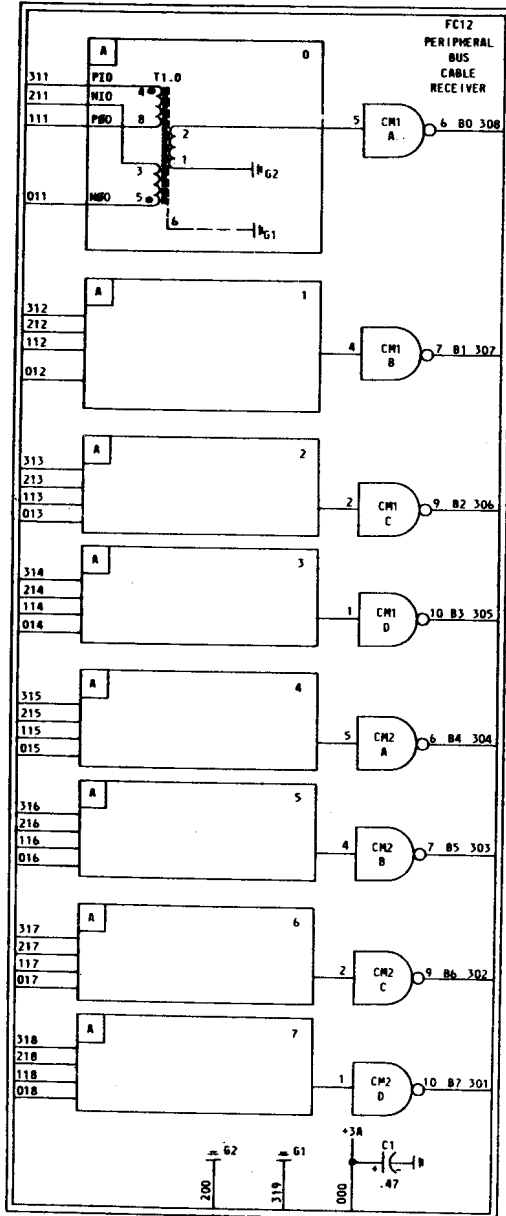 FC12
PERIPHERAL
BUS
CABLE
RECEIVER
A 0
311 PI0 T1.0
4
211 NI0
111 PØ0 8
2
5 CM1 A 6 B0 308
3 1 G2
011 NØ0 5
6 G1
A 1
312
212
112
012
4 CM1 B 7 B1 307
A 2
313
213
113
013
2 CM1 C 9 B2 306
A 3
314
214
114
014
1 CM1 D 10 B3 305
A 4
315
215
115
015
5 CM2 A 6 B4 304
A 5
316
216
116
016
4 CM2 B 7 B5 303
A 6
317
217
117
017
2 CM2 C 9 B6 302
A 7
318
218
118
018
1 CM2 D 10 B7 301
+3A
G2 G1 C1
+ .47
200 319 000